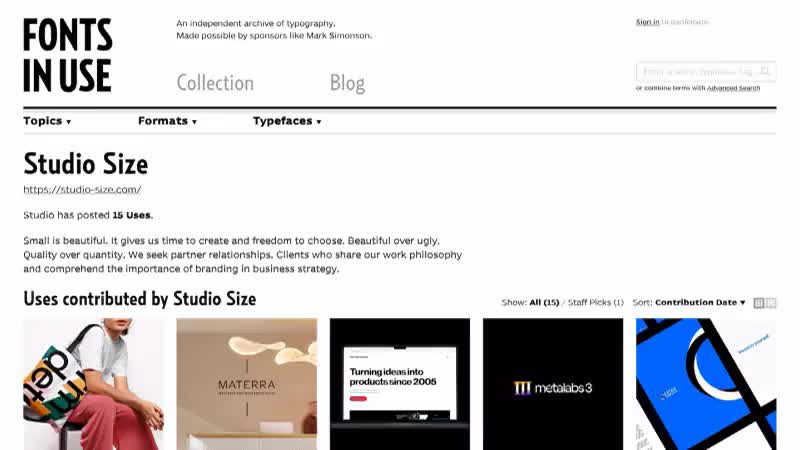 FONTS
IN USE
An independent archive of typography.
Made possible by sponsors like Mark Simonson.
Sign in to participate.
Collection
Blog
or combine terms with Advanced Search
Topics ▾
Formats ▾
Typefaces ▾
Studio Size
https://studio-size.com/
Studio has posted 15 Uses.
Small is beautiful. It gives us time to create and freedom to choose. Beautiful over ugly.
Quality over quantity. We seek partner relationships. Clients who share our work philosophy
and comprehend the importance of branding in business strategy.
Uses contributed by Studio Size
Show: All (15) / Staff Picks (1) Sort: Contribution Date ▾
MATERRA
Turning ideas into
products since 2005
metalabs3